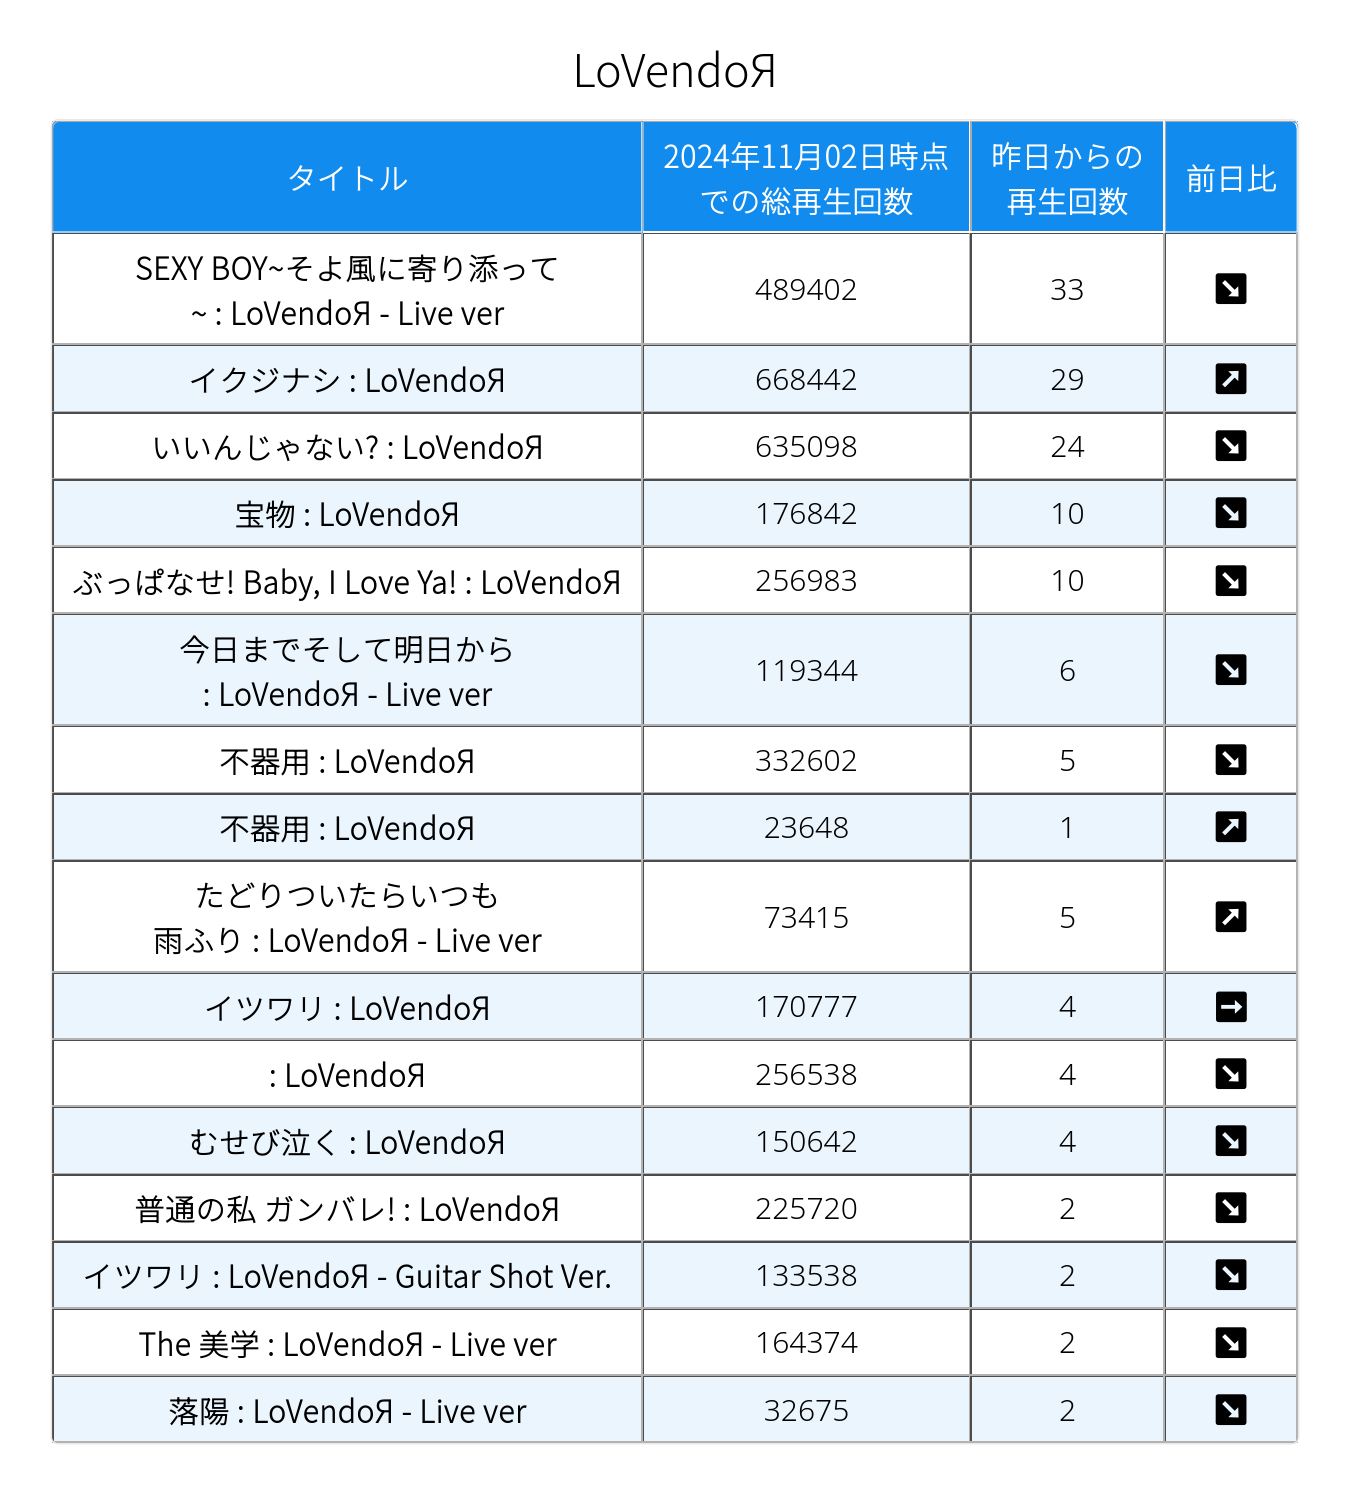 LoVendoЯ
タイトル
2024年11月02日時点
での総再生回数
昨日からの
再生回数
前日比
SEXY BOY~そよ風に寄り添って
~ : LoVendoЯ - Live ver
489402
33
↘
イクジナシ : LoVendoЯ
668442
29
↗
いいんじゃない? : LoVendoЯ
635098
24
↘
宝物 : LoVendoЯ
176842
10
↘
ぶっぱなせ! Baby, I Love Ya! : LoVendoЯ
256983
10
↘
今日までそして明日から
: LoVendoЯ - Live ver
119344
6
↘
不器用 : LoVendoЯ
332602
5
↘
不器用 : LoVendoЯ
23648
1
↗
たどりついたらいつも
雨ふり : LoVendoЯ - Live ver
73415
5
↗
イツワリ : LoVendoЯ
170777
4
→
: LoVendoЯ
256538
4
↘
むせび泣く : LoVendoЯ
150642
4
↘
普通の私 ガンバレ! : LoVendoЯ
225720
2
↘
イツワリ : LoVendoЯ - Guitar Shot Ver.
133538
2
↘
The 美学 : LoVendoЯ - Live ver
164374
2
↘
落陽 : LoVendoЯ - Live ver
32675
2
↘